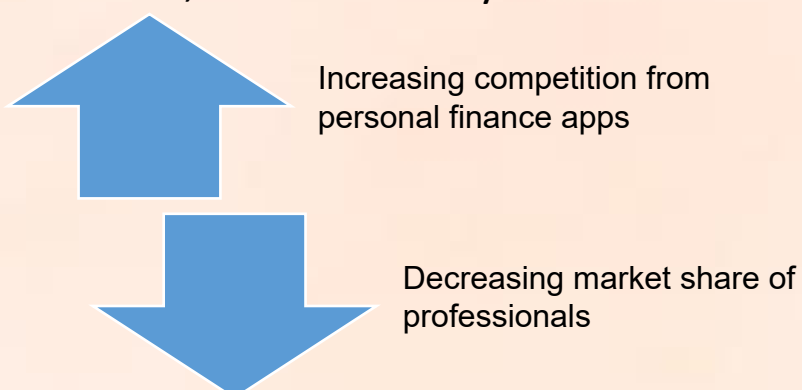 Increasing competition from
personal finance apps
Decreasing market share of
professionals